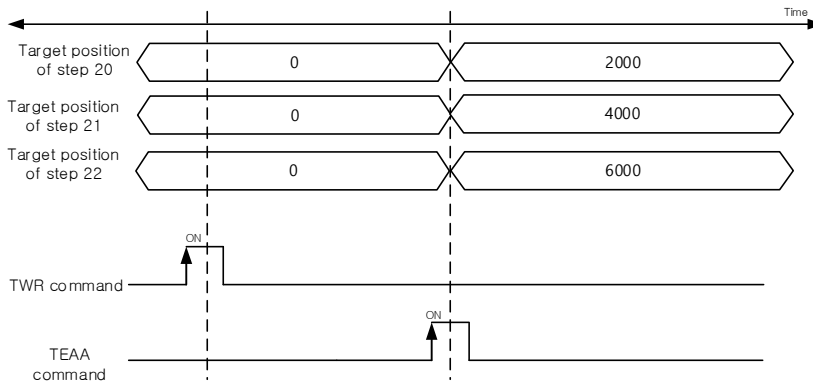 Time
Target position
of step 20
0
2000
Target position
of step 21
0
4000
Target position
of step 22
0
6000
ON
TWR command
ON
TEAA
command